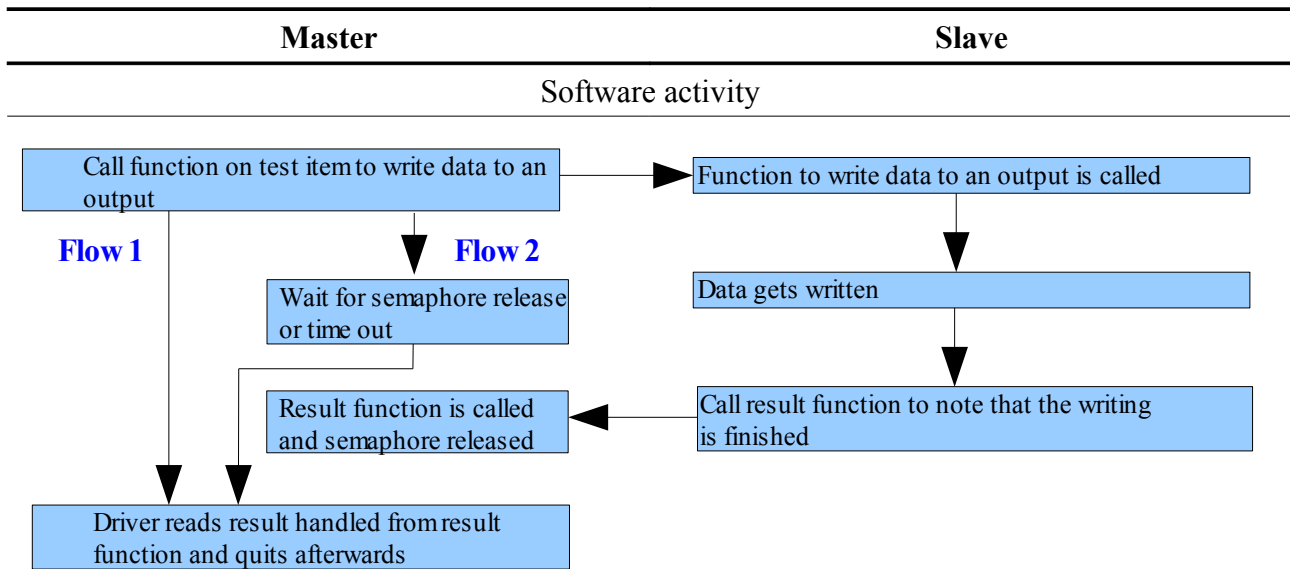 Master
Slave
Software activity
Call function on test item to write data to an
output
Function to write data to an output is called
Flow 1
Flow 2
Wait for semaphore release
or time out
Data gets written
Result function is called
and semaphore released
Call result function to note that the writing
is finished
Driver reads result handled from result
function and quits afterwards